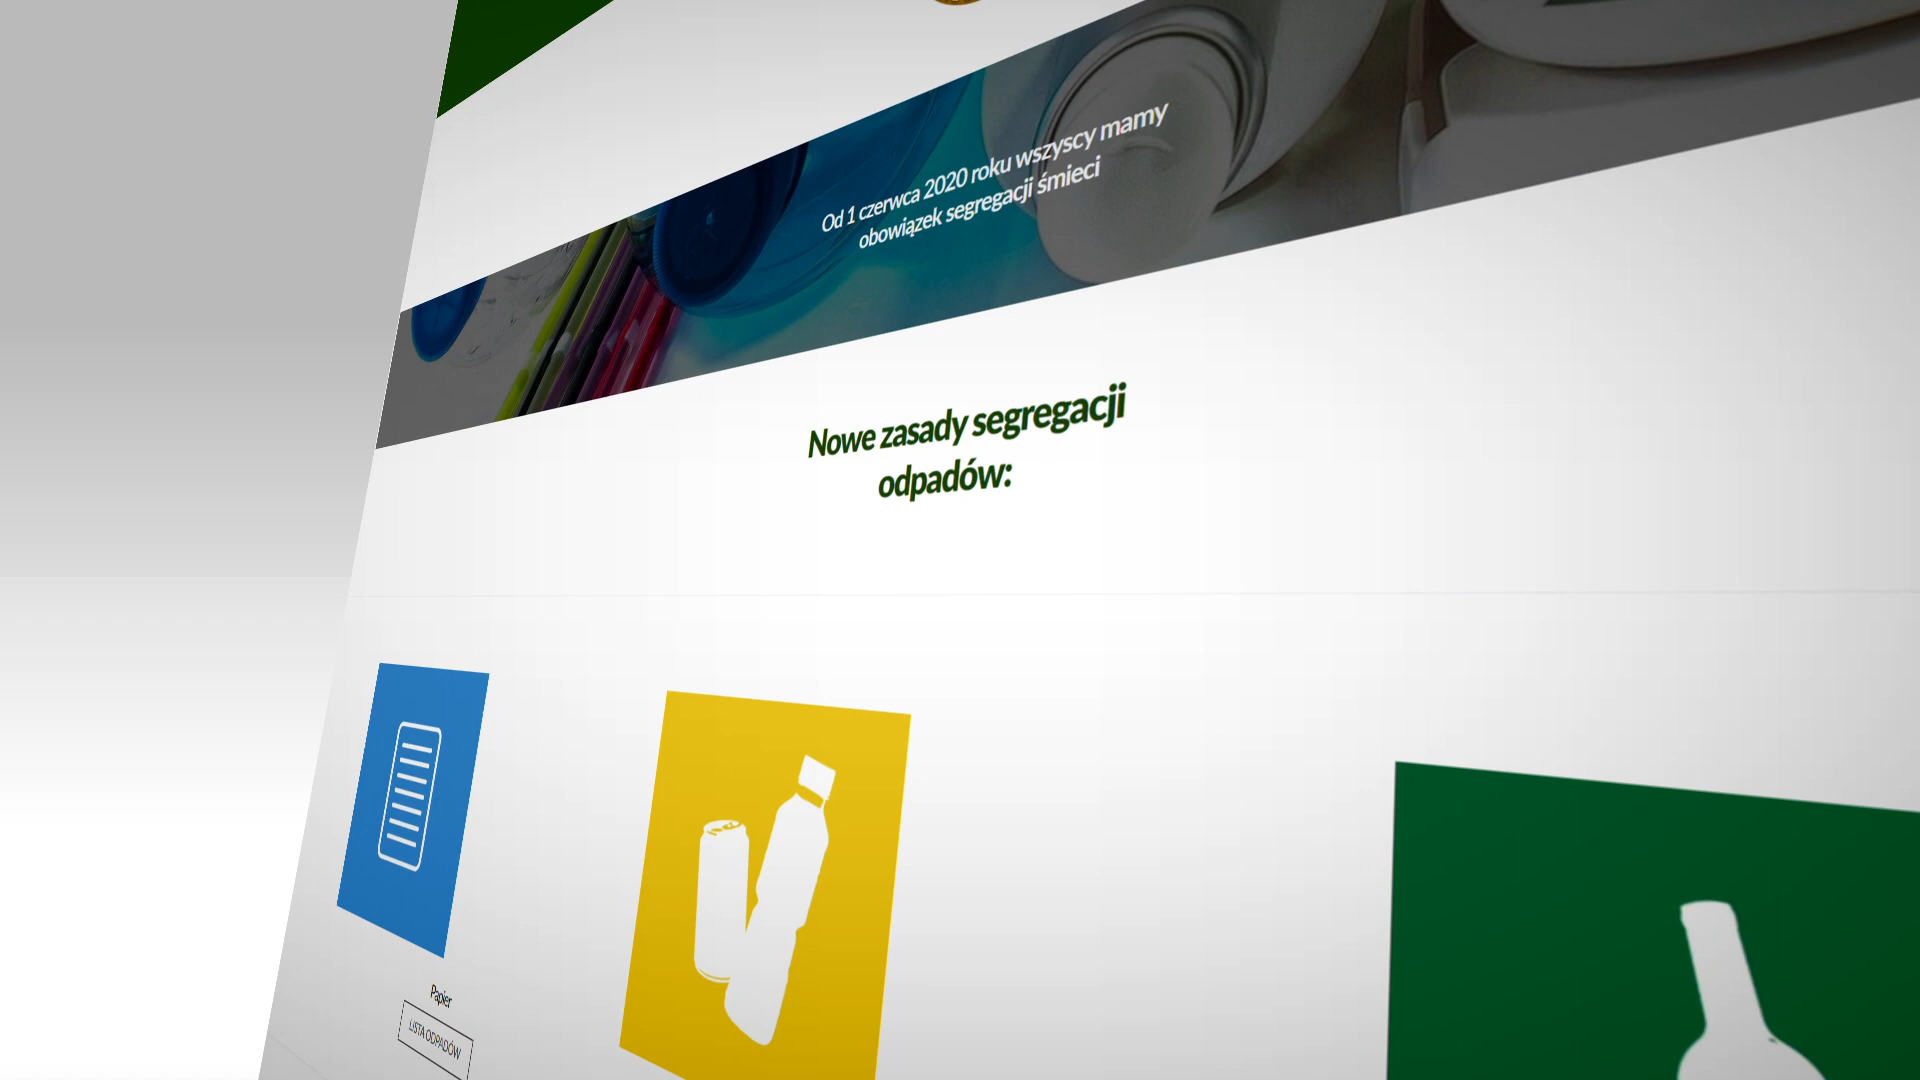 Od 1 czerwca 2020 roku wszyscy mamy
obowiązek segregacji śmieci
Nowe zasady segregacji
odpadów:
Papier
LISTA ODPADÓW